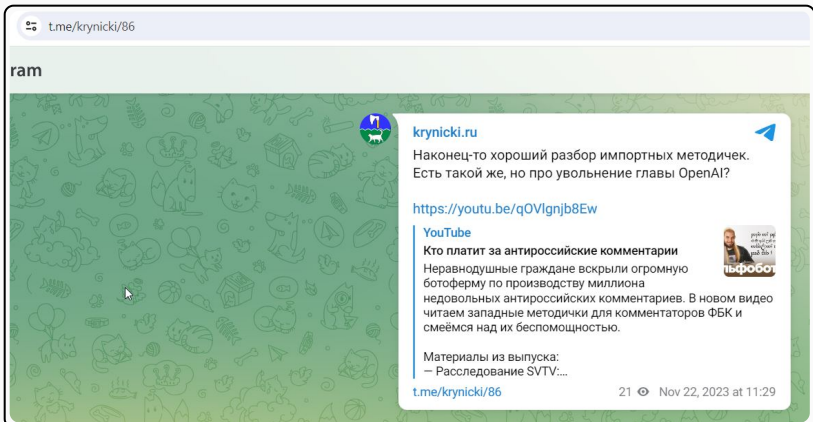 t.me/krynicki/86
ram
krynicki.ru
Наконец-то хороший разбор импортных методичек.
Есть такой же, но про увольнение главы OpenAI?
https://youtu.be/qOVlgnjb8Ew
YouTube
Кто платит за антироссийские комментарии
Неравнодушные граждане вскрыли огромную
ботоферму по производству миллиона
недовольных антироссийских комментариев. В новом видео
читаем западные методички для комментаторов ФБК и
смеёмся над их беспомощностью.
Материалы из выпуска:
— Расследование SVTV:...
t.me/krynicki/86 21 Nov 22, 2023 at 11:29